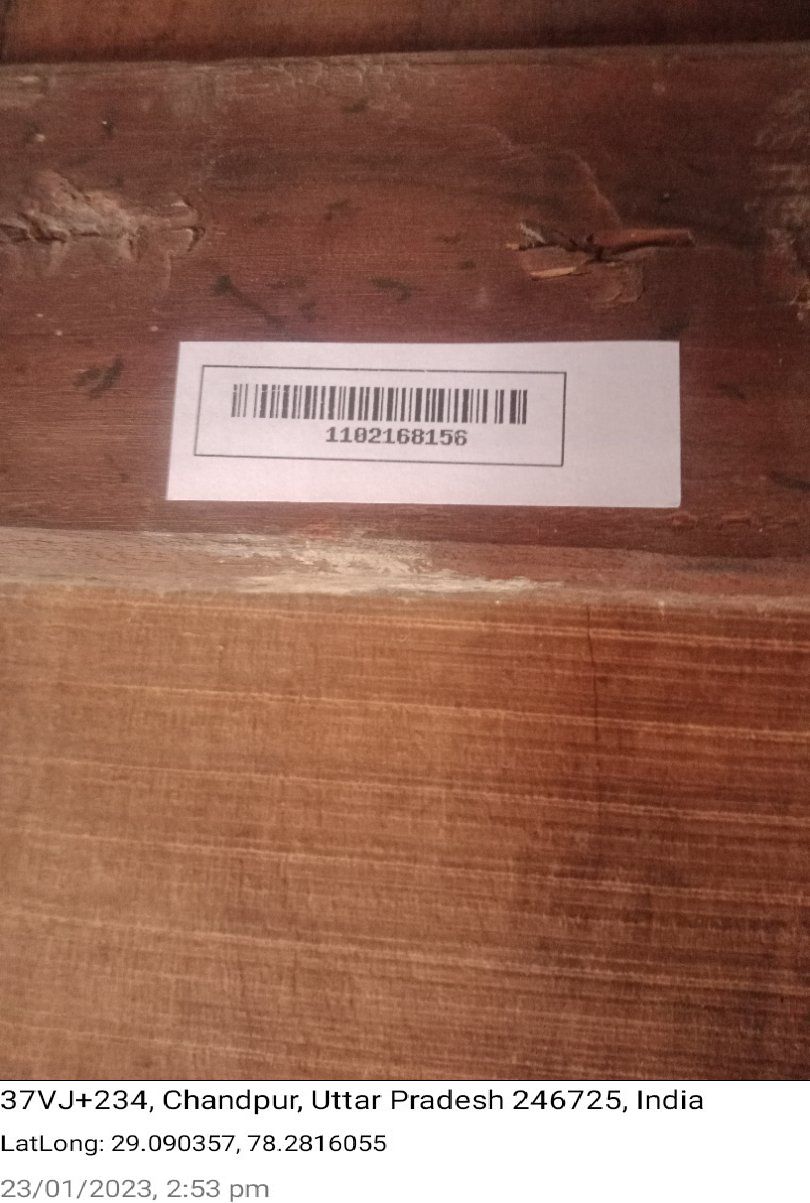 1102168156
37VJ+234, Chandpur, Uttar Pradesh 246725, India
LatLong: 29.090357, 78.2816055
23/01/2023, 2:53 pm